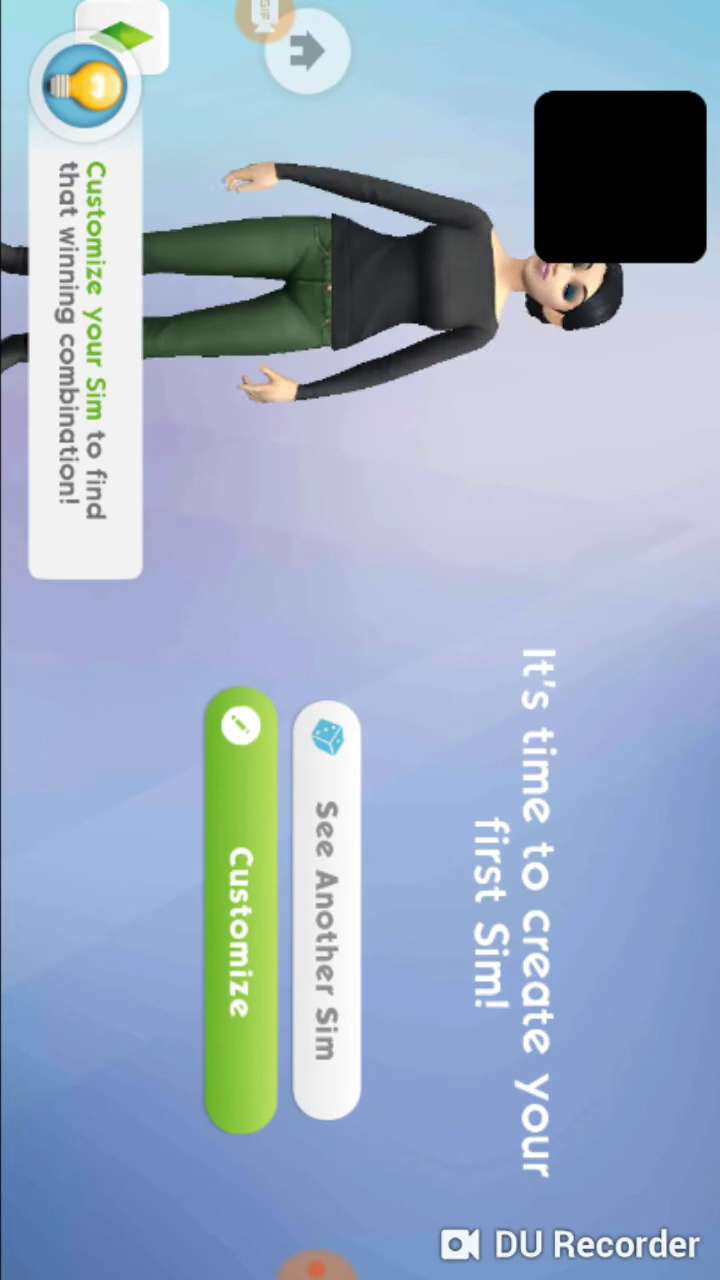 It's time to create your
first Sim!
See Another Sim
Customize
Customize your Sim to find
that winning combination!
GIF
DU Recorder